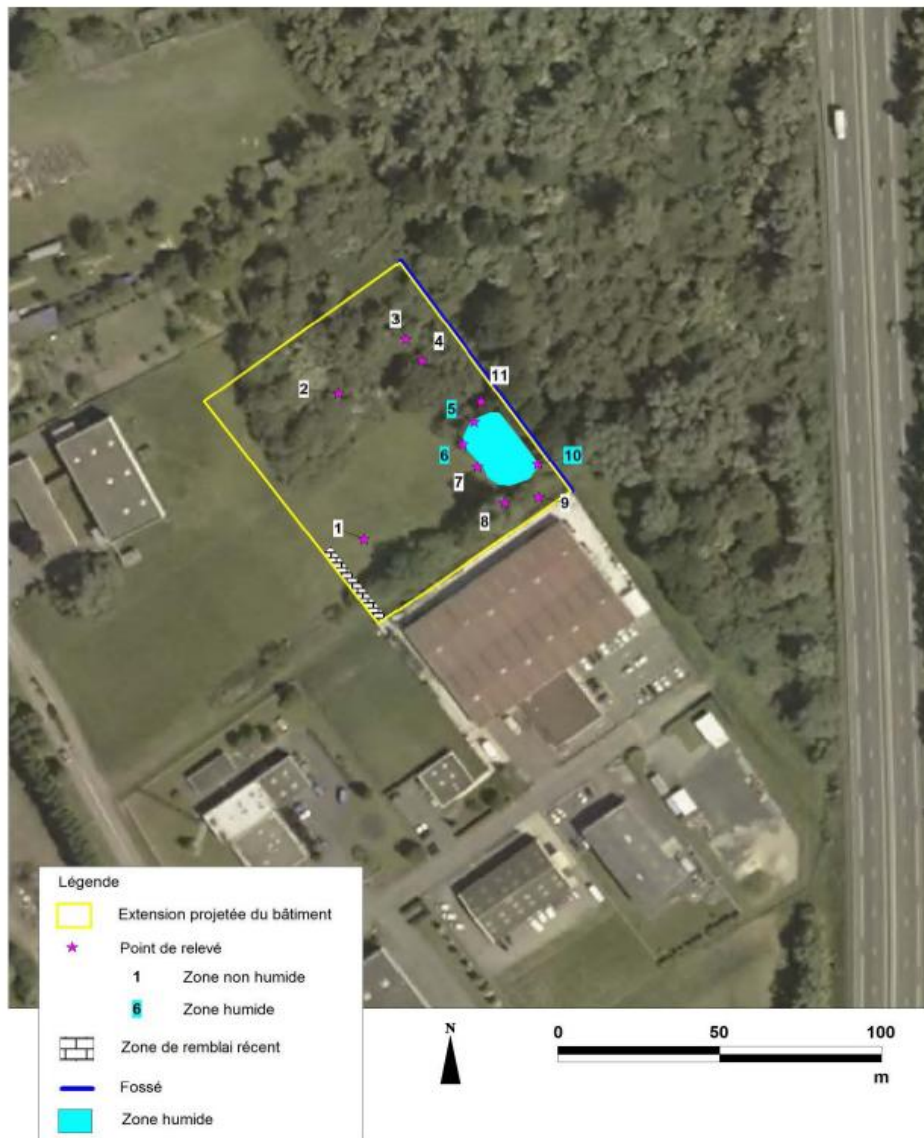 3
4
11
2
5
6
10
7
9
8
1
Légende
Extension projetée du bâtiment
Point de relevé
1 Zone non humide
6 Zone humide
Zone de remblai récent
Fossé
Zone humide
N
0 50 100
m